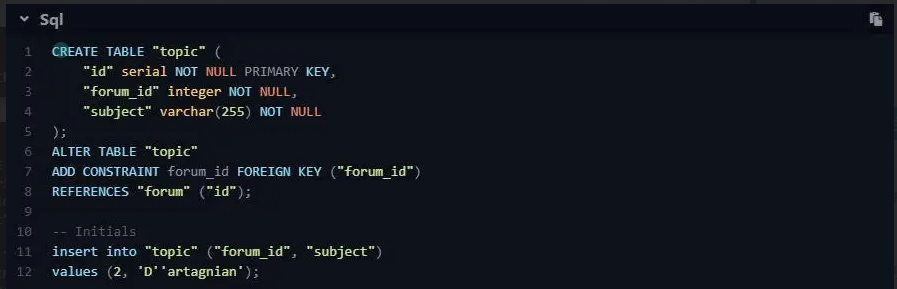 Sql
1 CREATE TABLE "topic" (
2     "id" serial NOT NULL PRIMARY KEY,
3     "forum_id" integer NOT NULL,
4     "subject" varchar(255) NOT NULL
5 );
6 ALTER TABLE "topic"
7 ADD CONSTRAINT forum_id FOREIGN KEY ("forum_id")
8 REFERENCES "forum" ("id");
9
10 -- Initials
11 insert into "topic" ("forum_id", "subject")
12 values (2, 'D''artagnian');